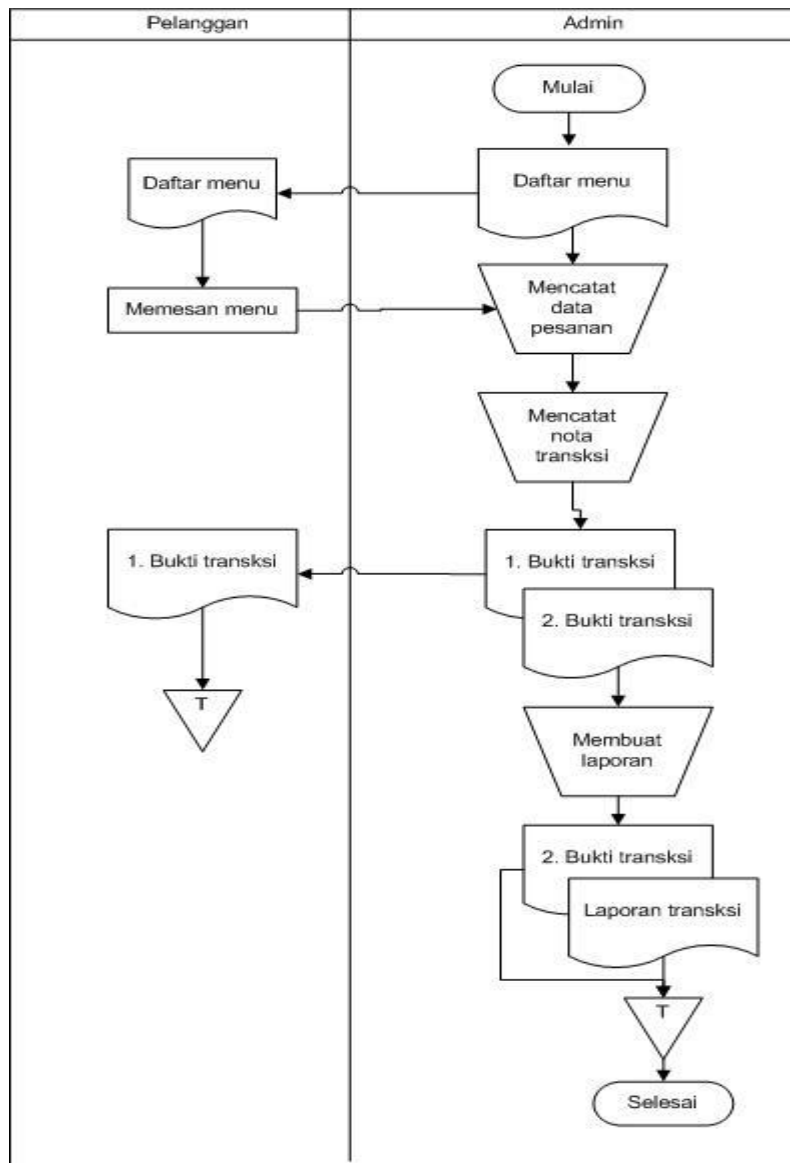 Pelanggan
Admin
Mulai
Daftar menu
Daftar menu
Memesan menu
Mencatat
data
pesanan
Mencatat
nota
transksi
1. Bukti transksi
1. Bukti transksi
2. Bukti transksi
T
Membuat
laporan
2. Bukti transksi
Laporan transksi
T
Selesai